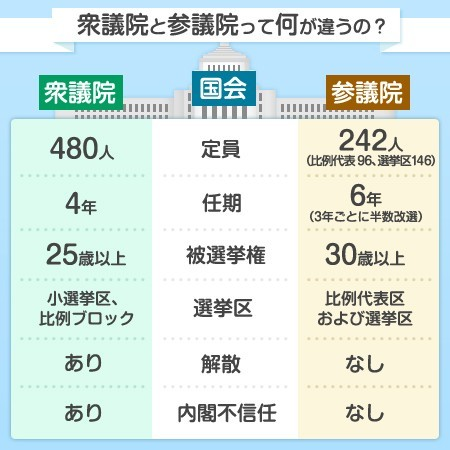 衆議院と参議院って何が違うの？
衆議院 国会 参議院
480人 定員 242人
(比例代表 96、選挙区146)
4年 任期 6年
(3年ごとに半数改選)
25歳以上 被選挙権 30歳以上
小選挙区、 選挙区 比例代表区
比例ブロック および選挙区
あり 解散 なし
あり 内閣不信任 なし